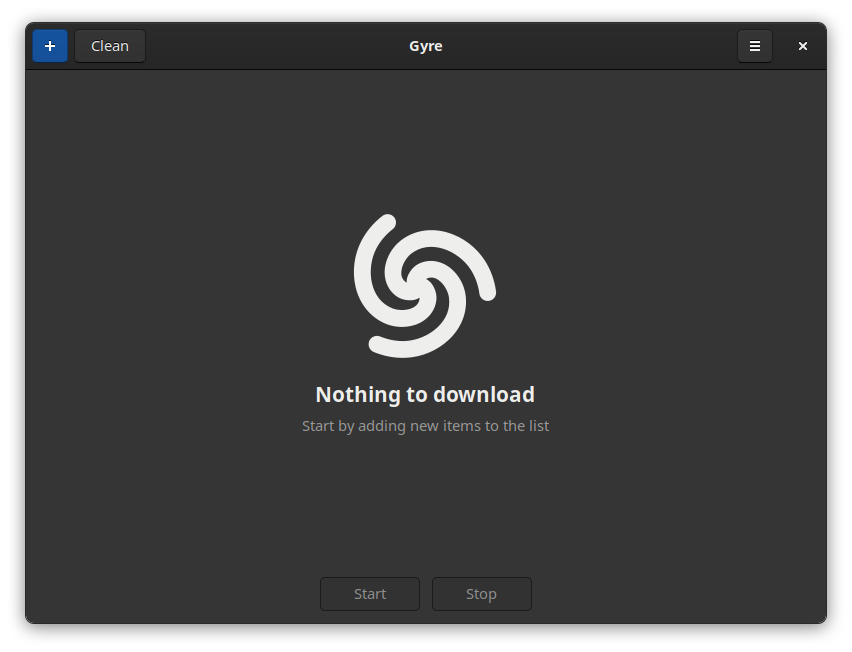 Clean
Gyre
Nothing to download
Start by adding new items to the list
Start
Stop